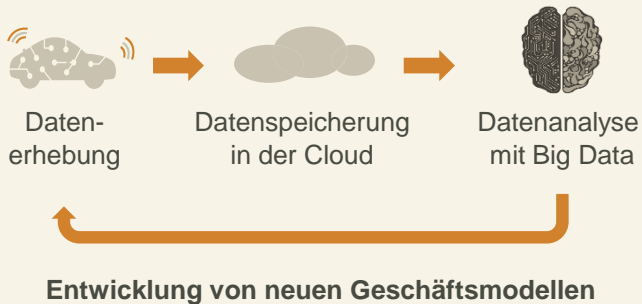 Daten-
erhebung
Datenspeicherung
in der Cloud
Datenanalyse
mit Big Data
Entwicklung von neuen Geschäftsmodellen